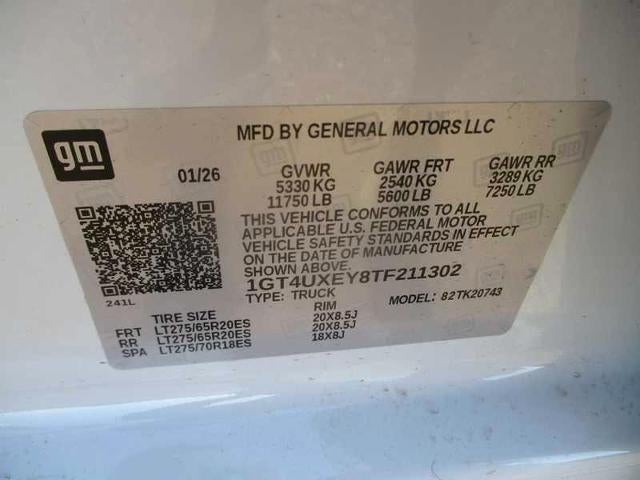 gm
MFD BY GENERAL MOTORS LLC
01/26 GVWR GAWR FRT GAWR RR
5330 KG 2540 KG 3289 KG
11750 LB 5600 LB 7250 LB
THIS VEHICLE CONFORMS TO ALL
APPLICABLE U.S. FEDERAL MOTOR
VEHICLE SAFETY STANDARDS IN EFFECT
ON THE DATE OF MANUFACTURE
SHOWN ABOVE.
1GT4UXEY8TF211302
TYPE: TRUCK MODEL: 82TK20743
241L
TIRE SIZE RIM
FRT LT275/65R20ES 20X8.5J
RR LT275/65R20ES 20X8.5J
SPA LT275/70R18ES 18X8J